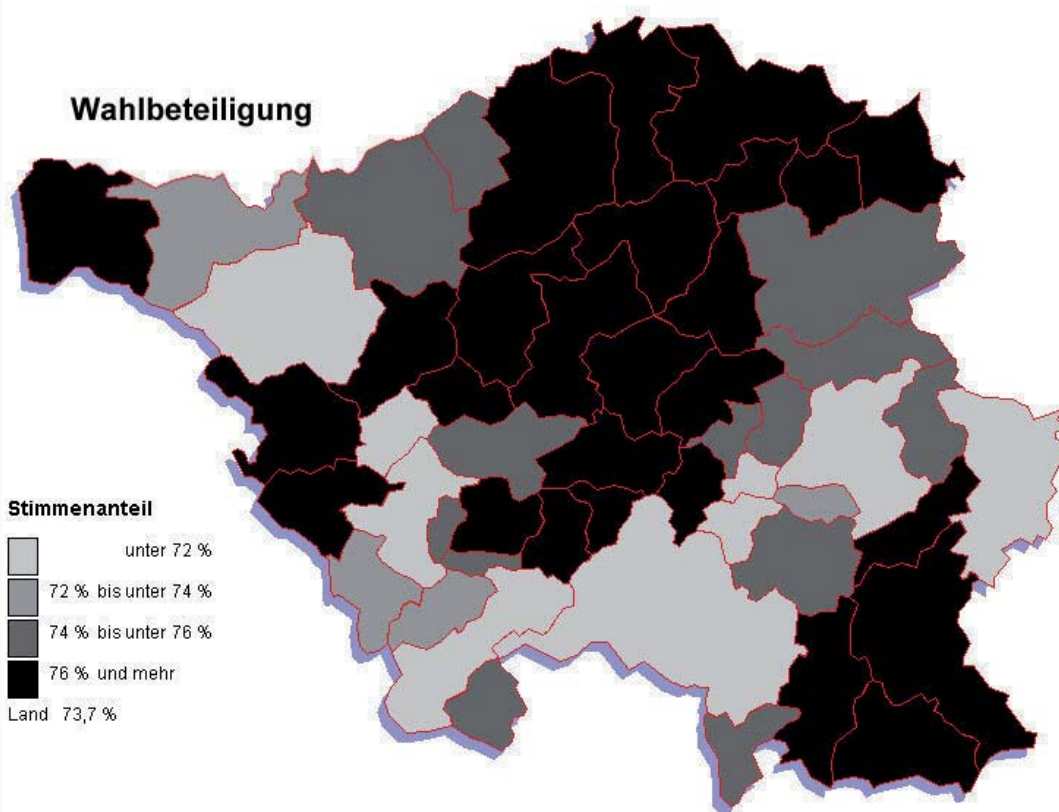 Wahlbeteiligung
Stimmenanteil
unter 72 %
72 % bis unter 74 %
74 % bis unter 76 %
76 % und mehr
Land 73,7 %